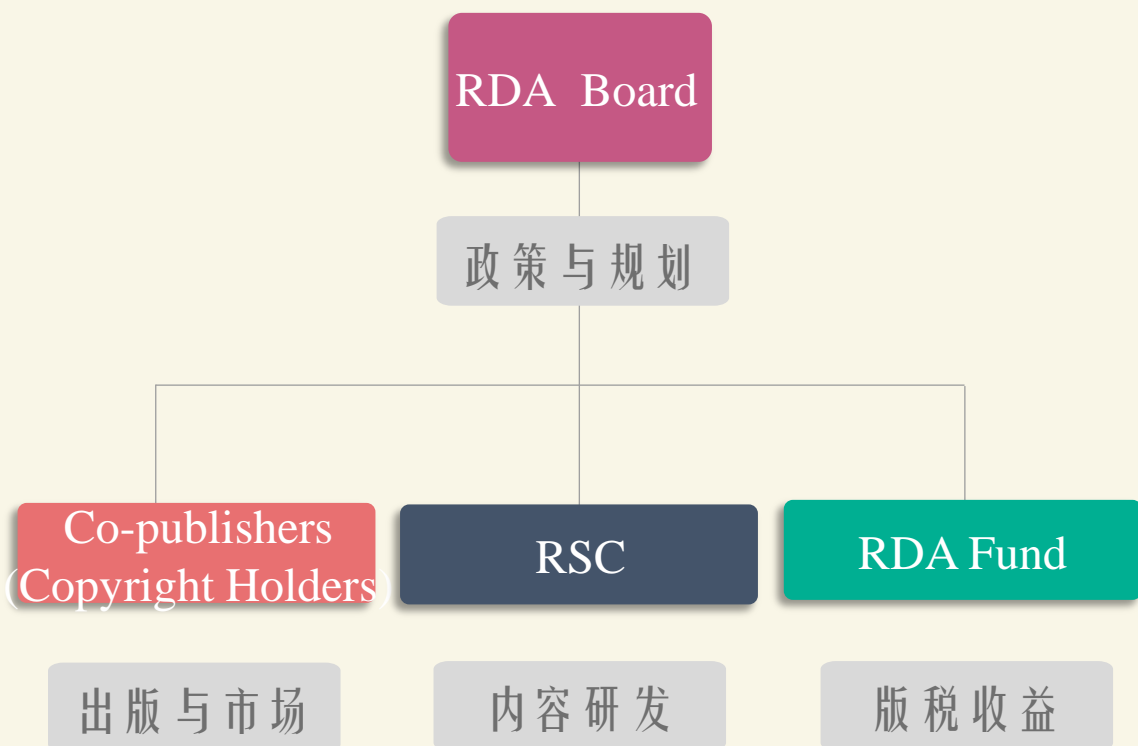 RDA Board
政策与规划
Co-publishers
(Copyright Holders)
RSC
RDA Fund
出版与市场
内容研发
版税收益